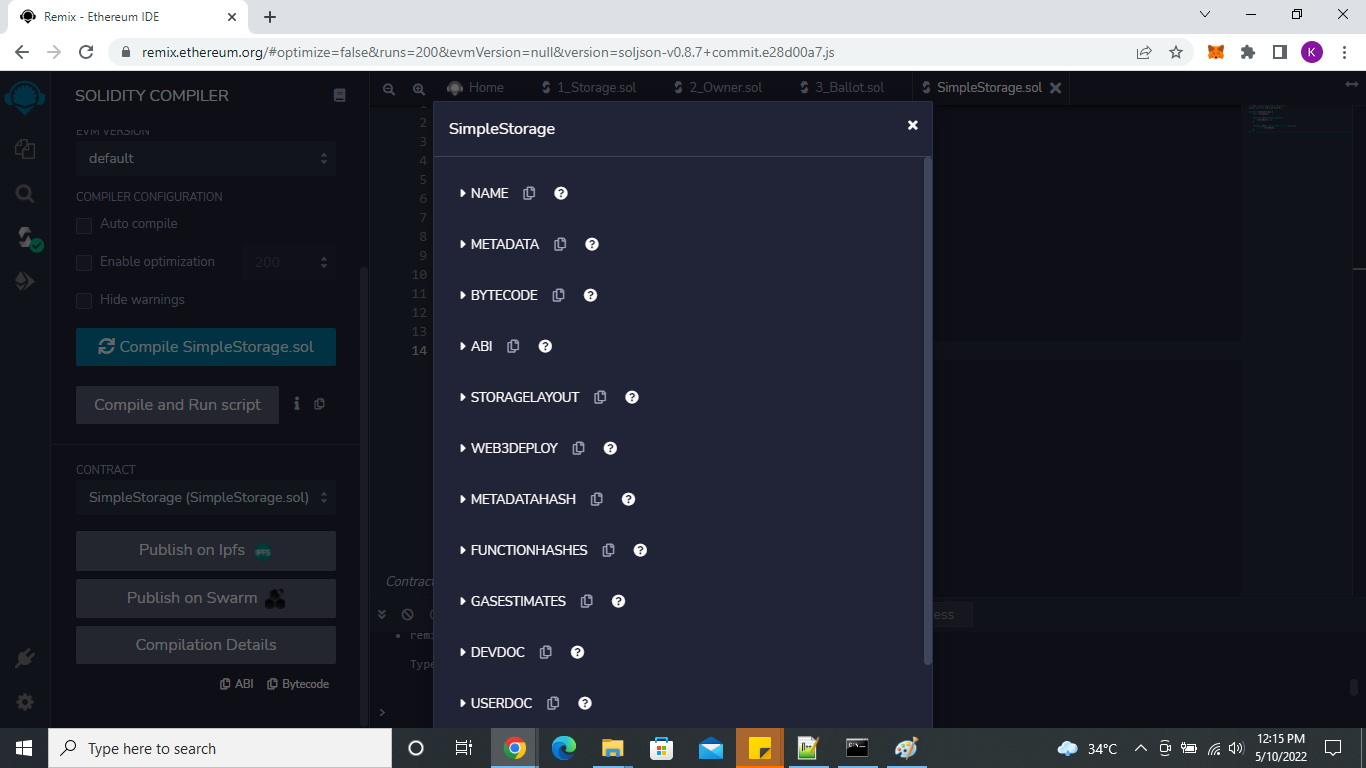 Remix - Ethereum IDE
remix.ethereum.org/#optimize=false&runs=200&evmVersion=null&version=soljson-v0.8.7+commit.e28d00a7.js
K
SOLIDITY COMPILER
Home
1_Storage.sol
2_Owner.sol
3_Ballot.sol
SimpleStorage.sol
EVM VERSION
default
COMPILER CONFIGURATION
Auto compile
Enable optimization
200
Hide warnings
Compile SimpleStorage.sol
Compile and Run script
CONTRACT
SimpleStorage (SimpleStorage.sol)
Publish on Ipfs
IPFS
Publish on Swarm
Compilation Details
ABI
Bytecode
2
3
4
5
6
7
8
9
10
11
12
13
14
SimpleStorage
NAME
METADATA
BYTECODE
ABI
STORAGELAYOUT
WEB3DEPLOY
METADATAHASH
FUNCTIONHASHES
GASESTIMATES
DEVDOC
USERDOC
Contract
ess
remi
Type
>
Type here to search
34°C
12:15 PM
5/10/2022